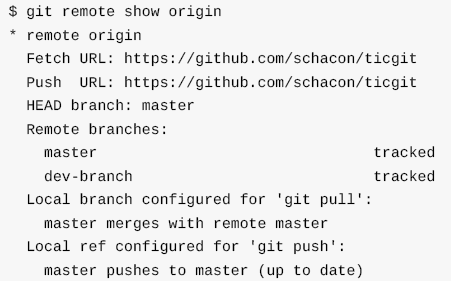 $ git remote show origin
* remote origin
  Fetch URL: https://github.com/schacon/ticgit
  Push  URL: https://github.com/schacon/ticgit
  HEAD branch: master
  Remote branches:
    master                               tracked
    dev-branch                           tracked
  Local branch configured for 'git pull':
    master merges with remote master
  Local ref configured for 'git push':
    master pushes to master (up to date)